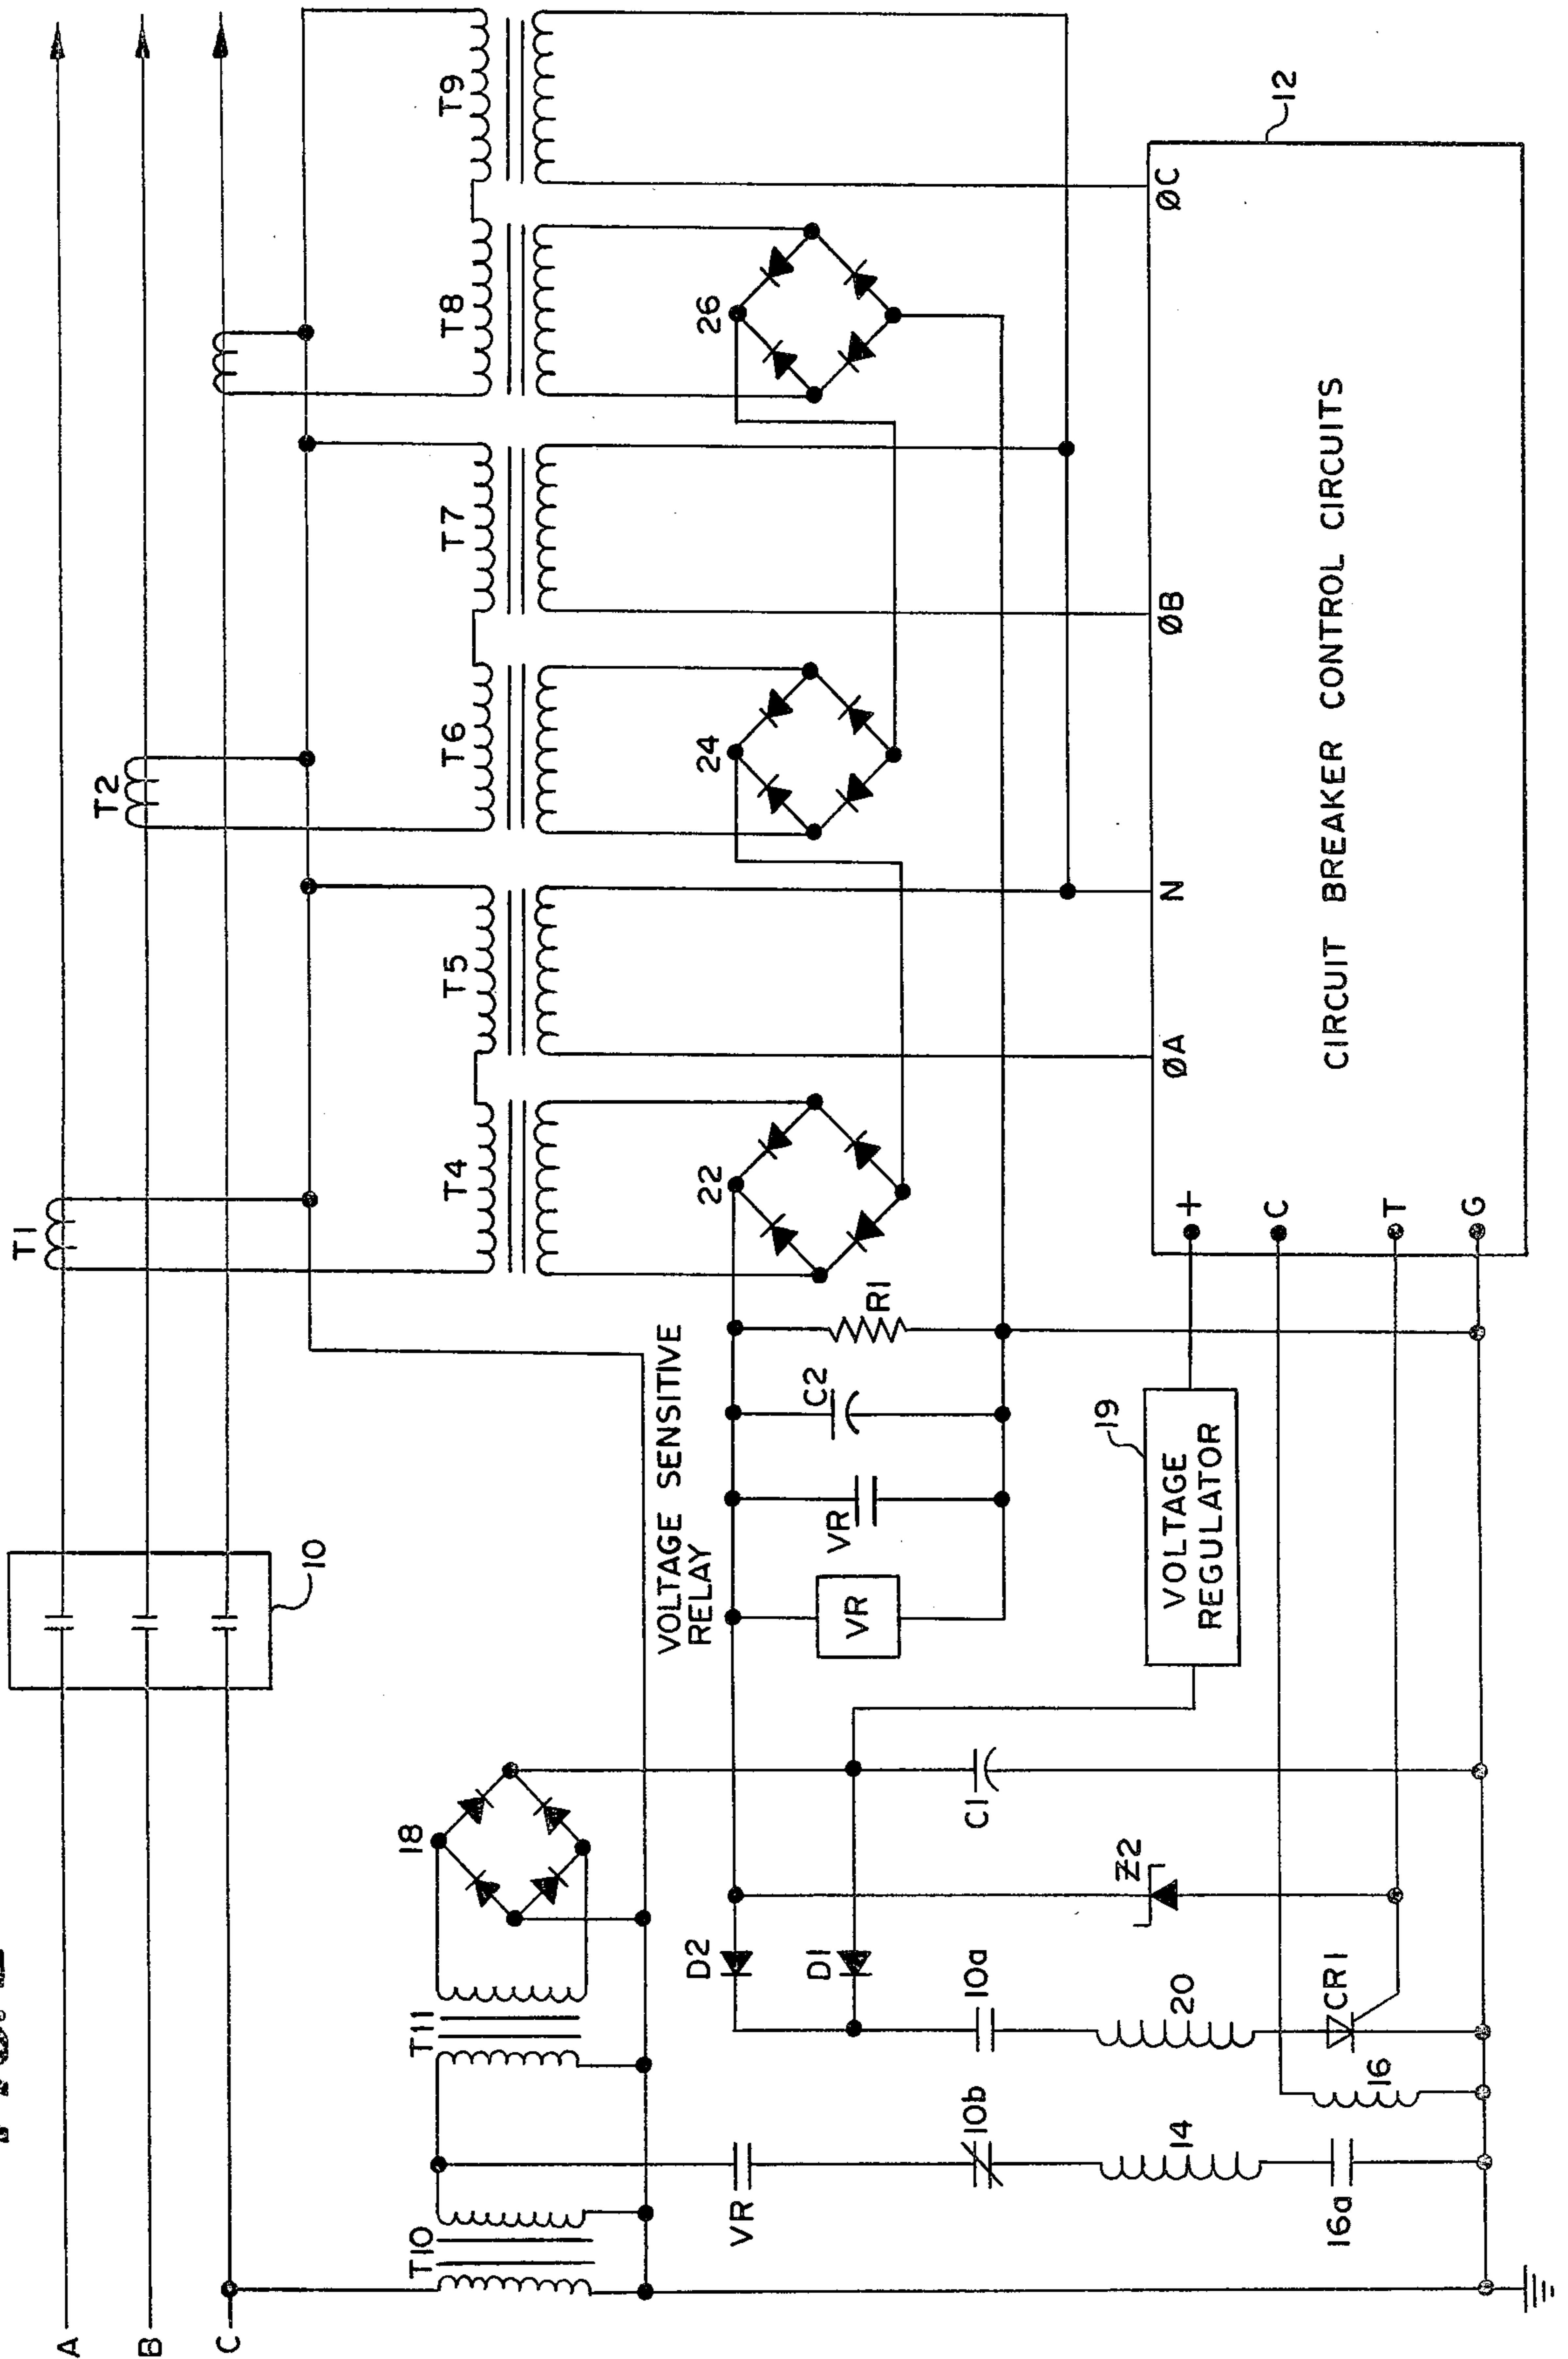 A
B
C
10
T1
T2
T4
T5
T6
T7
T8
T9
T10
T11
18
VOLTAGE SENSITIVE
RELAY
22
24
26
D2
D1
VR
VR
VR
C2
R1
C1
Z2
19
VOLTAGE
REGULATOR
10a
10b
20
14
CR1
16
16a
+
C
T
G
ØA
N
ØB
ØC
12
CIRCUIT BREAKER CONTROL CIRCUITS